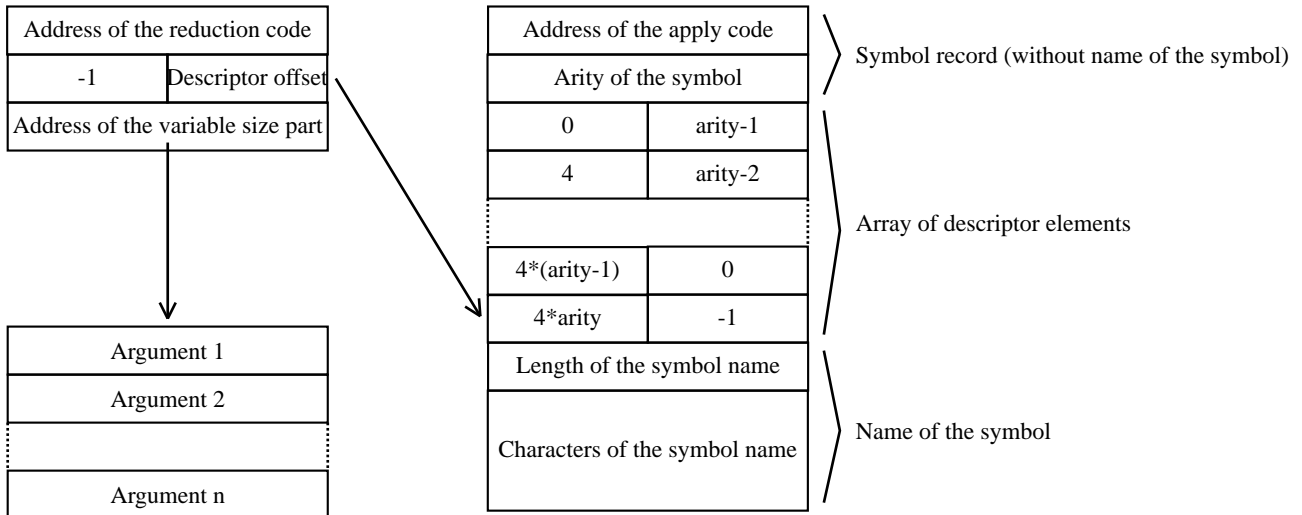 Address of the reduction code
-1
Descriptor offset
Address of the variable size part
Argument 1
Argument 2
Argument n
Address of the apply code
Arity of the symbol
0
arity-1
4
arity-2
4*(arity-1)
0
4*arity
-1
Length of the symbol name
Characters of the symbol name
Symbol record (without name of the symbol)
Array of descriptor elements
Name of the symbol